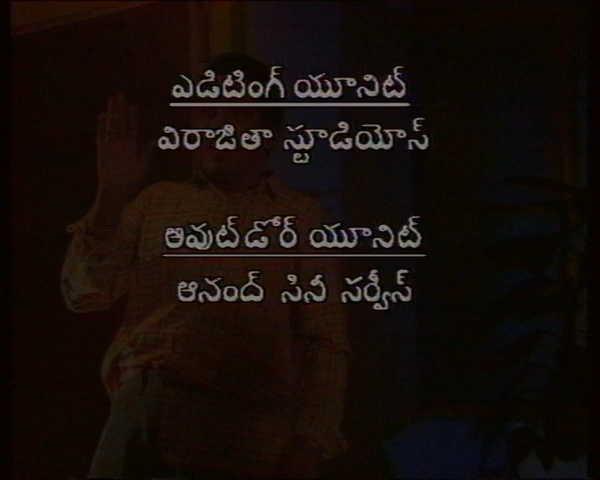 ఎడిటింగ్ యూనిట్
విరాజితా స్టూడియోస్
అవుట్‌డోర్ యూనిట్
ఆనంద్ సినీ సర్వీస్